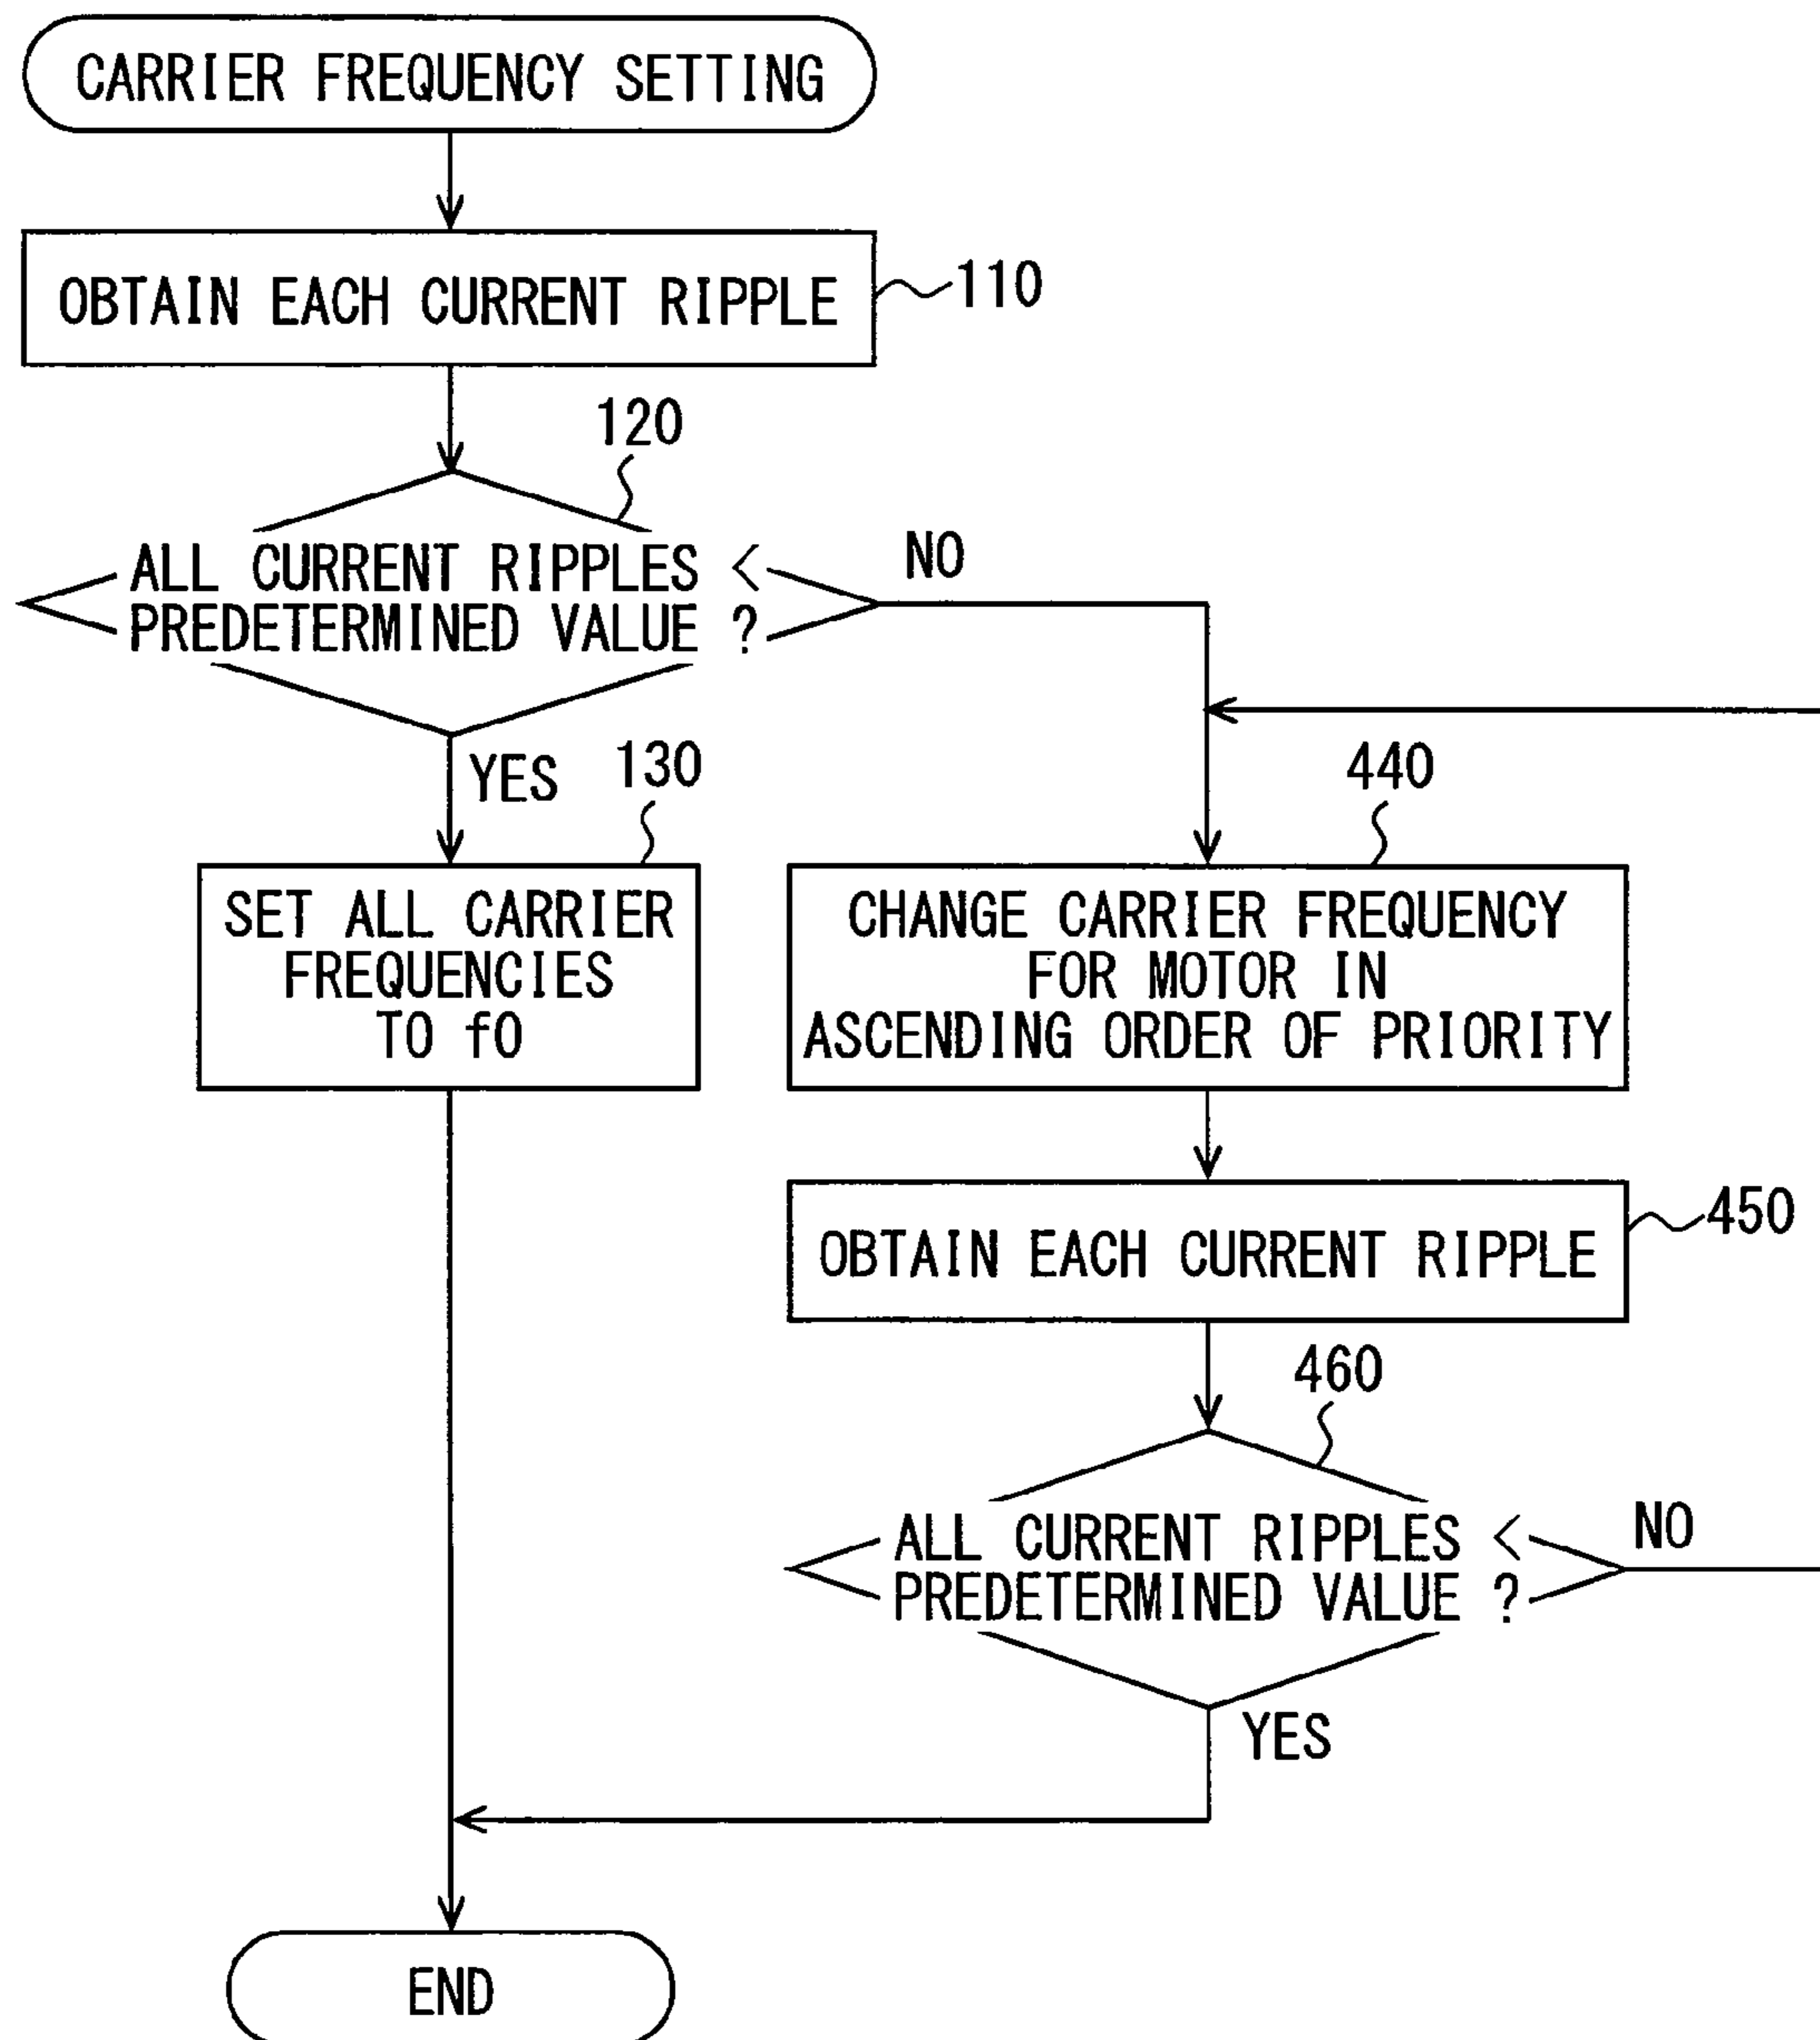 CARRIER FREQUENCY SETTING
OBTAIN EACH CURRENT RIPPLE
110
120
ALL CURRENT RIPPLES <
PREDETERMINED VALUE ?
NO
YES
130
SET ALL CARRIER
FREQUENCIES
TO f0
440
CHANGE CARRIER FREQUENCY
FOR MOTOR IN
ASCENDING ORDER OF PRIORITY
OBTAIN EACH CURRENT RIPPLE
450
460
ALL CURRENT RIPPLES <
PREDETERMINED VALUE ?
NO
YES
END